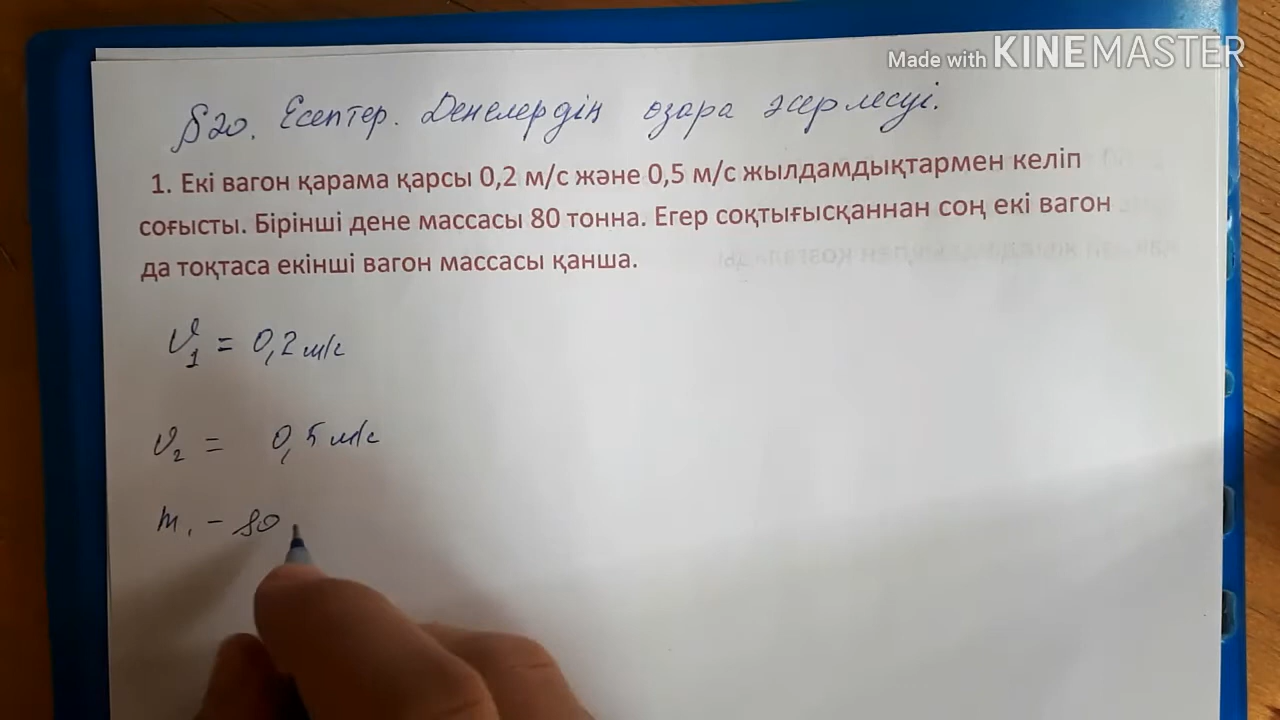 Made with KINEMASTER
§20. Есептер. Денелердің өзара әсерлесуі.
1. Екі вагон қарама қарсы 0,2 м/с және 0,5 м/с жылдамдықтармен келіп
соғысты. Бірінші дене массасы 80 тонна. Егер соқтығысқаннан соң екі вагон
да тоқтаса екінші вагон массасы қанша.
υ₁ = 0,2 м/с
υ₂ = 0,5 м/с
m₁ – 80